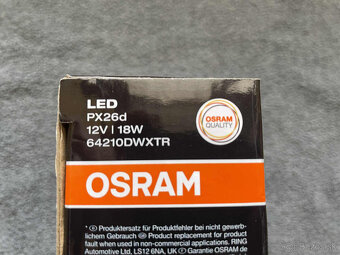 LED
PX26d
12V | 18W
64210DWXTR
OSRAM
QUALITY
OSRAM
ⓘ Produktersatz für Produktfehler bei nicht gewerb-
lichem Gebrauch ⓘ Product replacement for product
fault when used in non-commercial applications. RING
Automotive Ltd, LS12 6NA, UK ⓘ Garantie OSRAM de